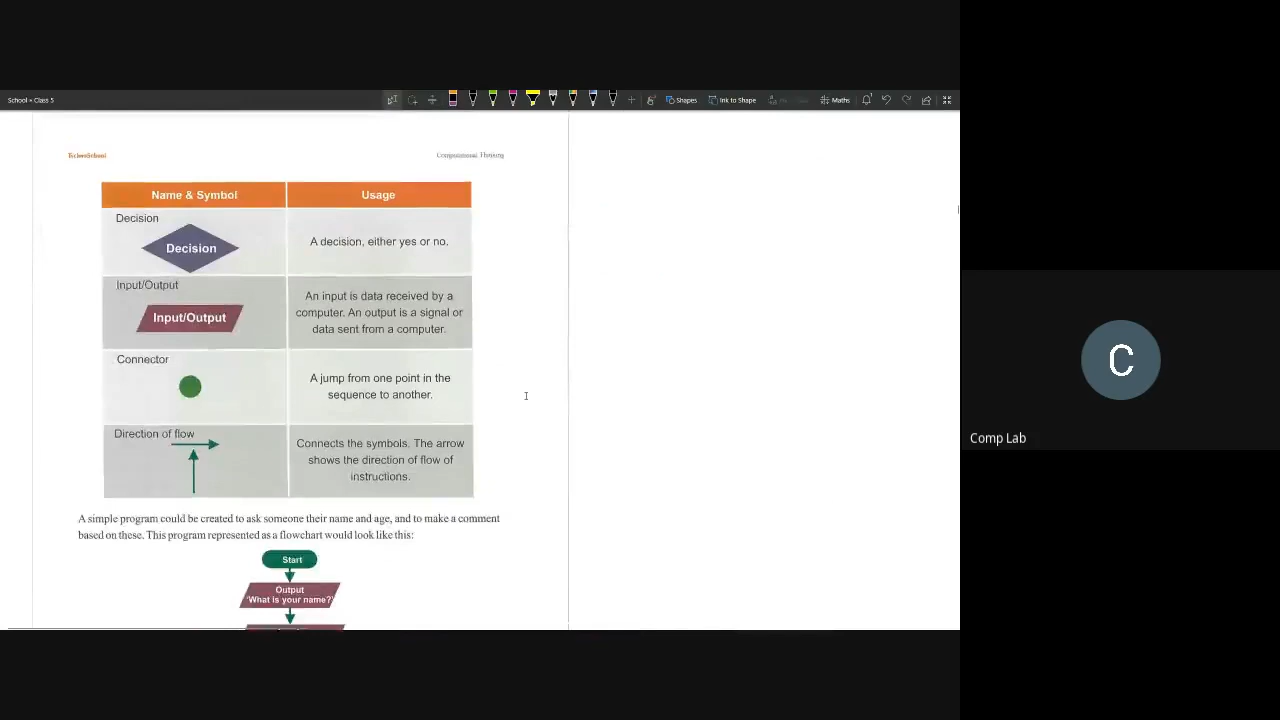 School • Class 5
Shapes
Ink to Shape
Maths
Name & Symbol
Usage
Decision
Decision
A decision, either yes or no.
Input/Output
Input/Output
An input is data received by a
computer. An output is a signal or
data sent from a computer.
Connector
A jump from one point in the
sequence to another.
Direction of flow
Connects the symbols. The arrow
shows the direction of flow of
instructions.
A simple program could be created to ask someone their name and age, and to make a comment
based on these. This program represented as a flowchart would look like this:
Start
Output
'What is your name?'
C
Comp Lab